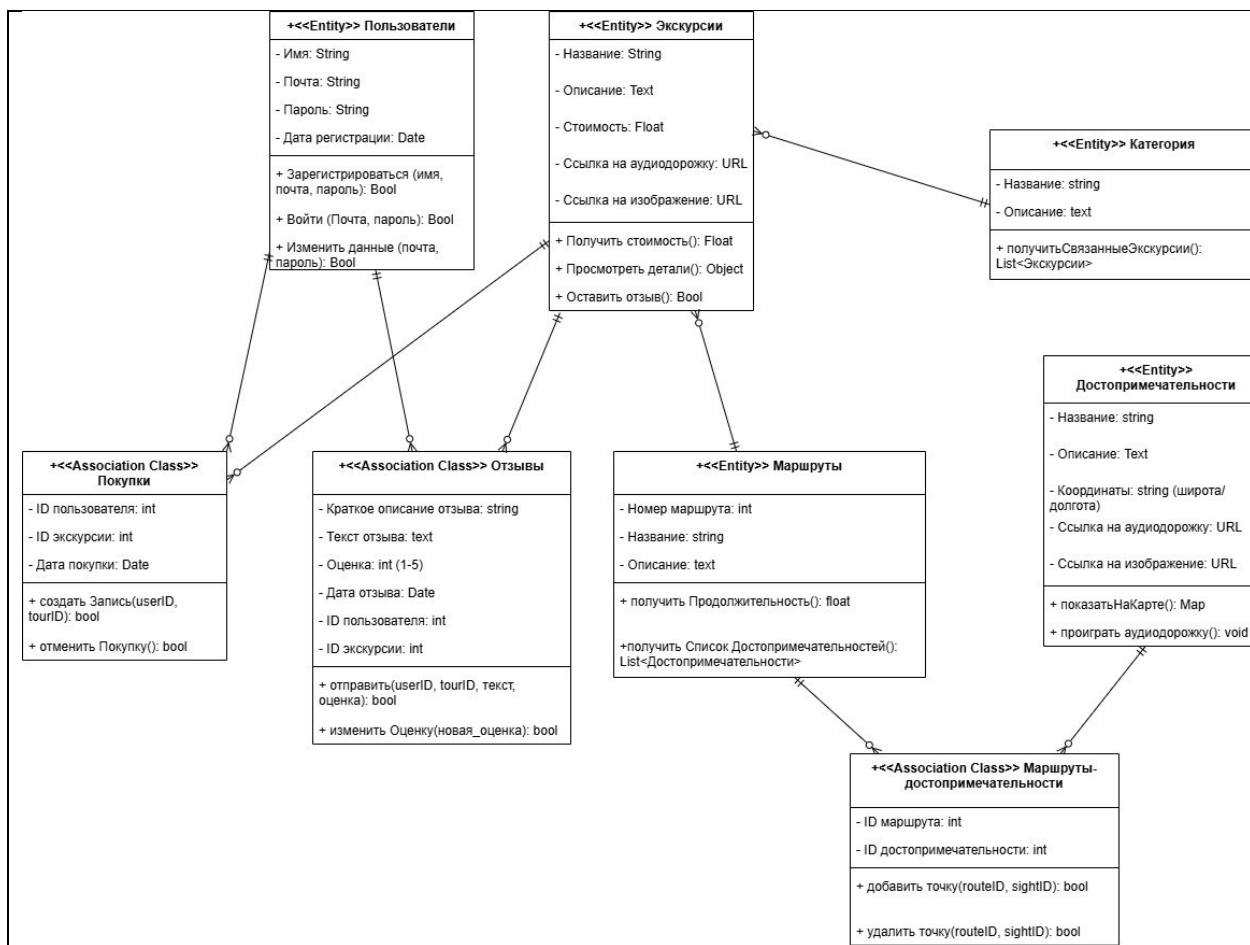 +<<Entity>> Пользователи
- Имя: String
- Почта: String
- Пароль: String
- Дата регистрации: Date
+ Зарегистрироваться (имя,
почта, пароль): Bool
+ Войти (Почта, пароль): Bool
+ Изменить данные (почта,
пароль): Bool
+<<Entity>> Экскурсии
- Название: String
- Описание: Text
- Стоимость: Float
- Ссылка на аудиодорожку: URL
- Ссылка на изображение: URL
+ Получить стоимость(): Float
+ Просмотреть детали(): Object
+ Оставить отзыв(): Bool
+<<Entity>> Категория
- Название: string
- Описание: text
+ получитьСвязанныеЭкскурсии():
List<Экскурсии>
+<<Entity>>
Достопримечательности
- Название: string
- Описание: Text
- Координаты: string (широта/
долгота)
- Ссылка на аудиодорожку: URL
- Ссылка на изображение: URL
+ показатьНаКарте(): Map
+ проиграть аудиодорожку(): void
+<<Association Class>>
Покупки
- ID пользователя: int
- ID экскурсии: int
- Дата покупки: Date
+ создать Запись(userID,
tourID): bool
+ отменить Покупку(): bool
+<<Association Class>> Отзывы
- Краткое описание отзыва: string
- Текст отзыва: text
- Оценка: int (1-5)
- Дата отзыва: Date
- ID пользователя: int
- ID экскурсии: int
+ отправить(userID, tourID, текст,
оценка): bool
+ изменить Оценку(новая_оценка): bool
+<<Entity>> Маршруты
- Номер маршрута: int
- Название: string
- Описание: text
+ получить Продолжительность(): float
+получить Список Достопримечательностей():
List<Достопримечательности>
+<<Association Class>> Маршруты-
достопримечательности
- ID маршрута: int
- ID достопримечательности: int
+ добавить точку(routeID, sightID): bool
+ удалить точку(routeID, sightID): bool